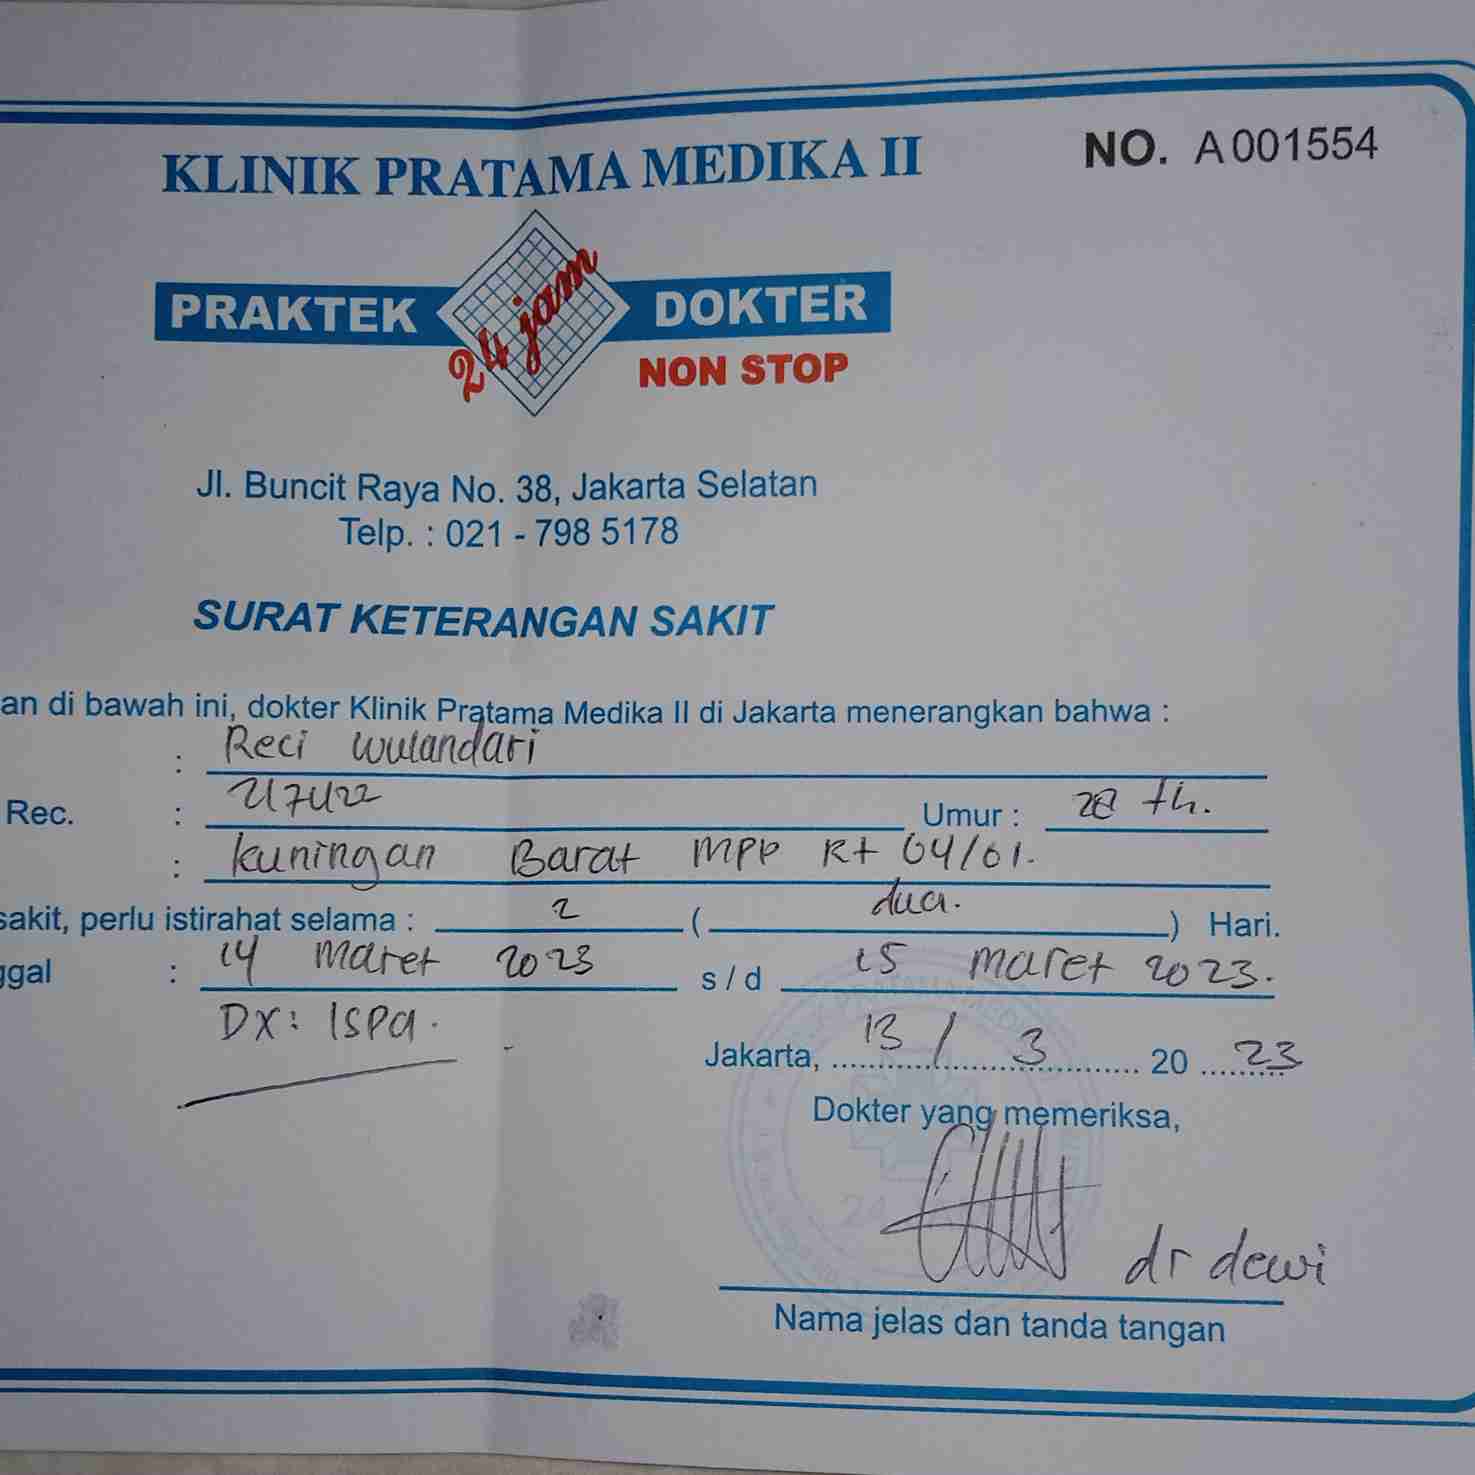 KLINIK PRATAMA MEDIKA II
NO. A001554
PRAKTEK 24 jam DOKTER
NON STOP
Jl. Buncit Raya No. 38, Jakarta Selatan
Telp. : 021 - 798 5178
SURAT KETERANGAN SAKIT
an di bawah ini, dokter Klinik Pratama Medika II di Jakarta menerangkan bahwa :
: Reci wulandari
Rec. : 217422 Umur : 28 th.
: Kuningan Barat MPP Rt 04/01.
sakit, perlu istirahat selama : 2 ( dua. ) Hari.
ggal : 14 maret 2023 s / d 15 maret 2023.
DX: ISPA.
Jakarta, 13 / 3 20 23
Dokter yang memeriksa,
dr dewi
Nama jelas dan tanda tangan